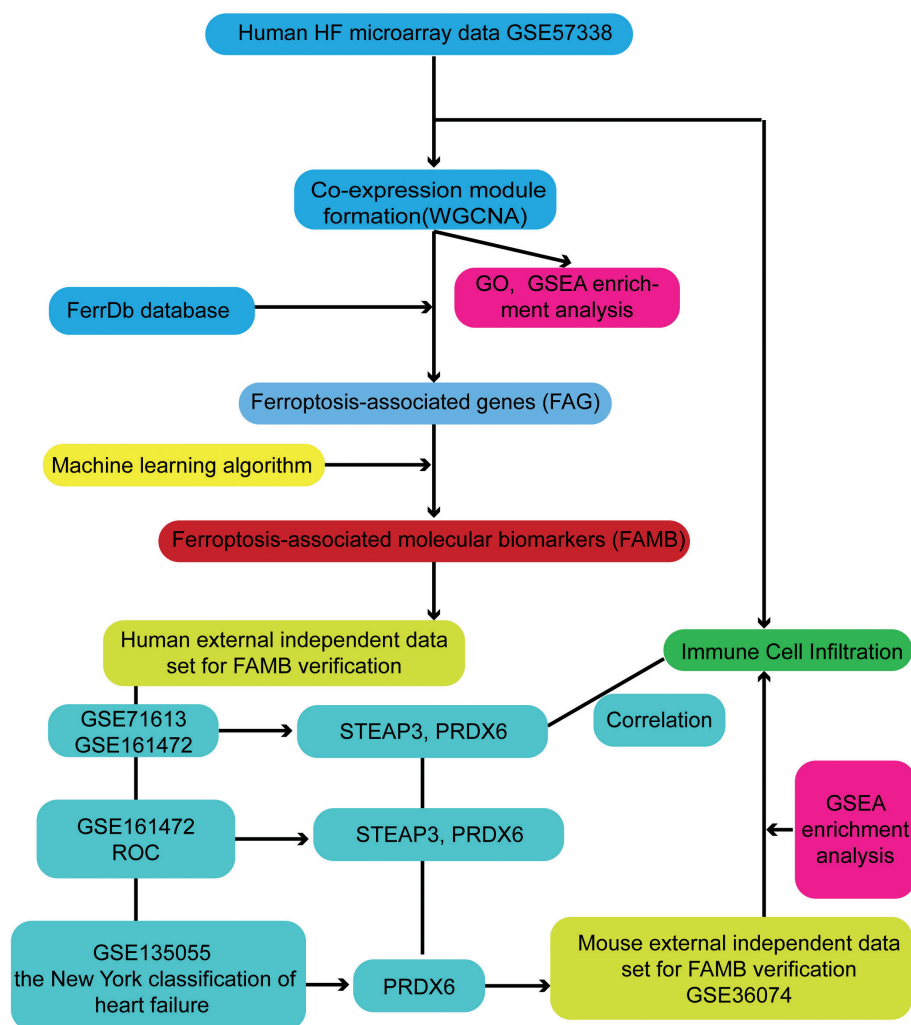 Human HF microarray data GSE57338
Co-expression module
formation(WGCNA)
GO, GSEA enrich-
ment analysis
FerrDb database
Ferroptosis-associated genes (FAG)
Machine learning algorithm
Ferroptosis-associated molecular biomarkers (FAMB)
Human external independent data
set for FAMB verification
Immune Cell Infiltration
GSE71613
GSE161472
STEAP3, PRDX6
Correlation
GSE161472
ROC
STEAP3, PRDX6
GSEA
enrichment
analysis
GSE135055
the New York classification of
heart failure
PRDX6
Mouse external independent data
set for FAMB verification
GSE36074